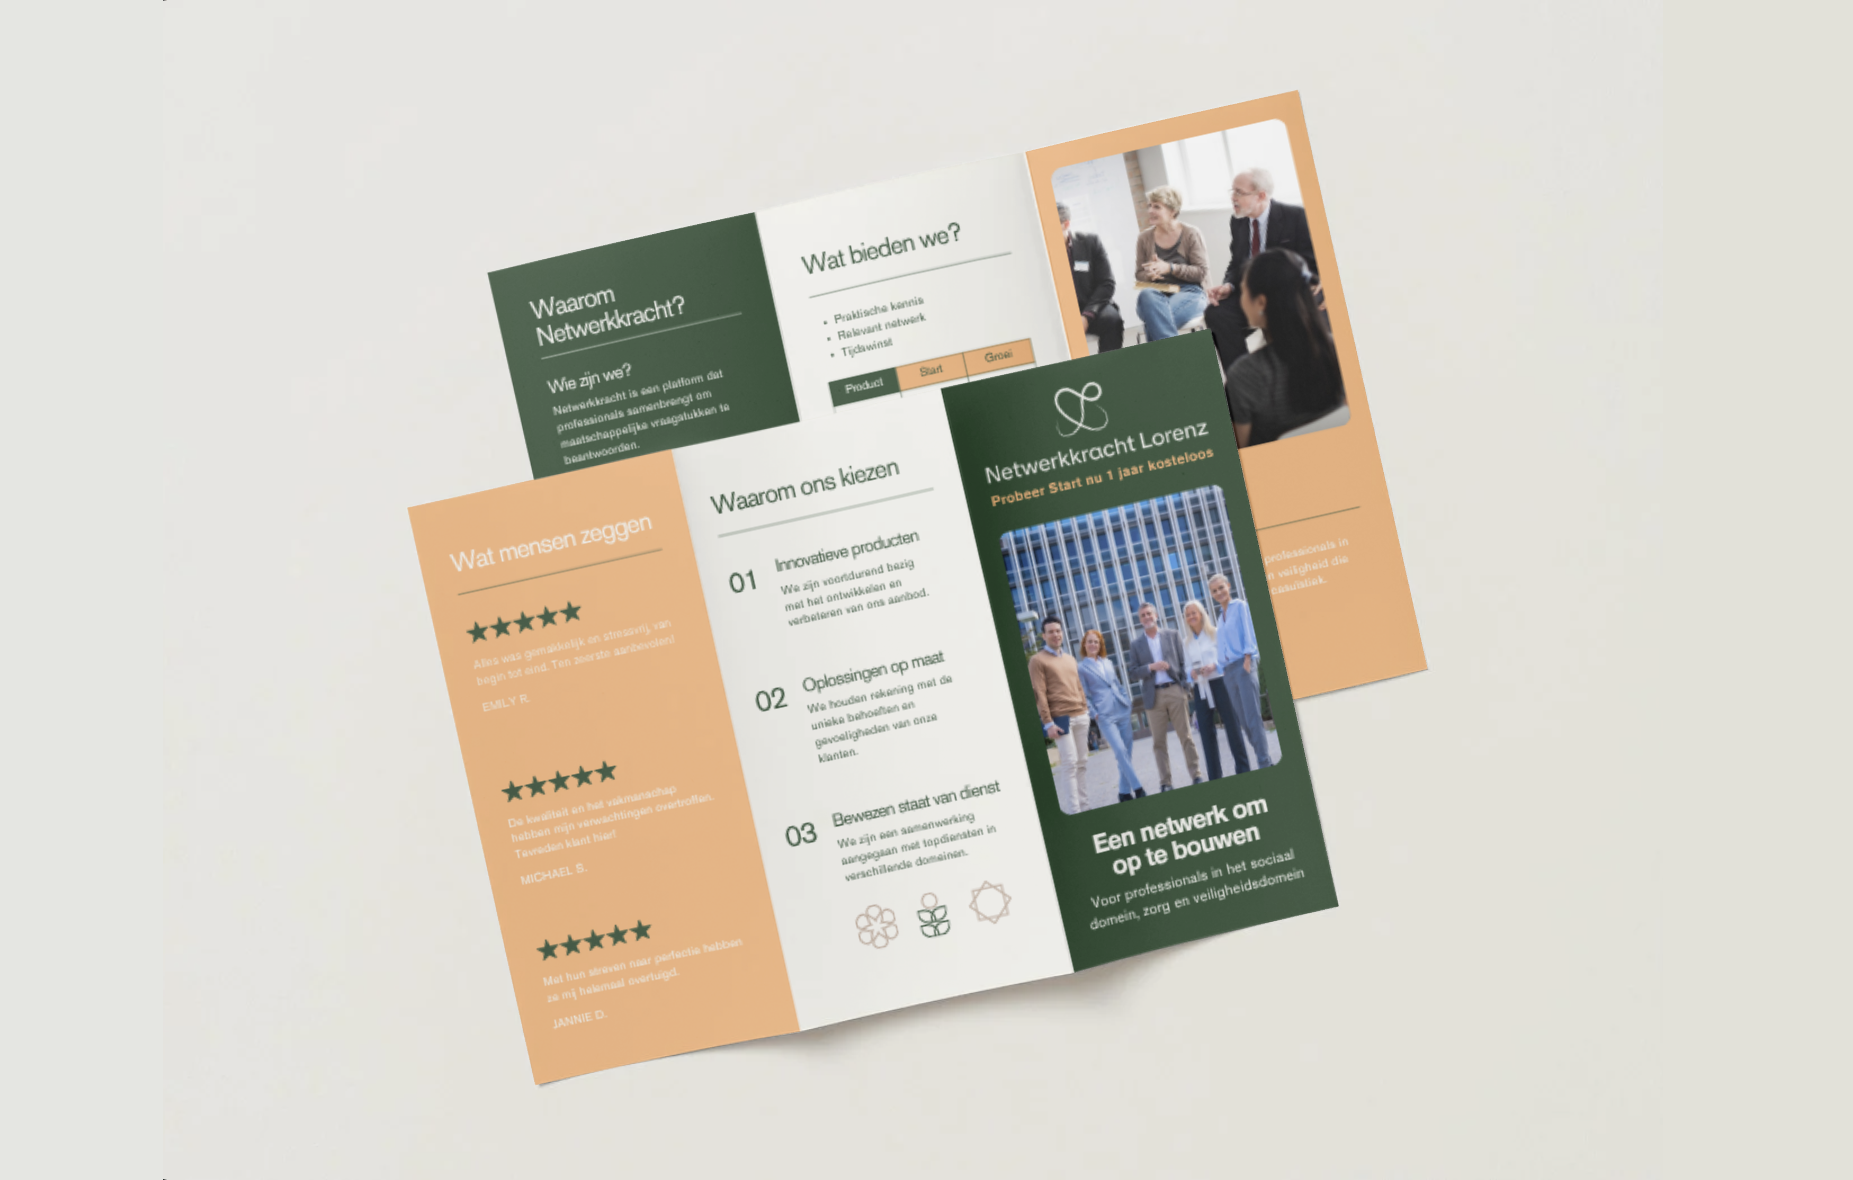 Waarom
Netwerkkracht?
Wie zijn we?
Netwerkkracht is een platform dat
professionals samenbrengt om
maatschappelijke vraagstukken te
beantwoorden.
Wat bieden we?
• Praktische kennis
• Relevant netwerk
• Tijdswinst
Product Start Groei
professionals in
veiligheid die
casuïstiek.
Wat mensen zeggen
Alles was gemakkelijk en stressvrij, van
begin tot eind. Ten zeerste aanbevolen!
EMILY R.
De kwaliteit en het vakmanschap
hebben mijn verwachtingen overtroffen.
Tevreden klant hier!
MICHAEL S.
Met hun streven naar perfectie hebben
ze mij helemaal overtuigd.
JANNIE D.
Waarom ons kiezen
01 Innovatieve producten
We zijn voortdurend bezig
met het ontwikkelen en
verbeteren van ons aanbod.
02 Oplossingen op maat
We houden rekening met de
unieke behoeften en
gevoeligheden van onze
klanten.
03 Bewezen staat van dienst
We zijn een samenwerking
aangegaan met topdiensten in
verschillende domeinen.
Netwerkkracht Lorenz
Probeer Start nu 1 jaar kosteloos
Een netwerk om
op te bouwen
Voor professionals in het sociaal
domein, zorg en veiligheidsdomein